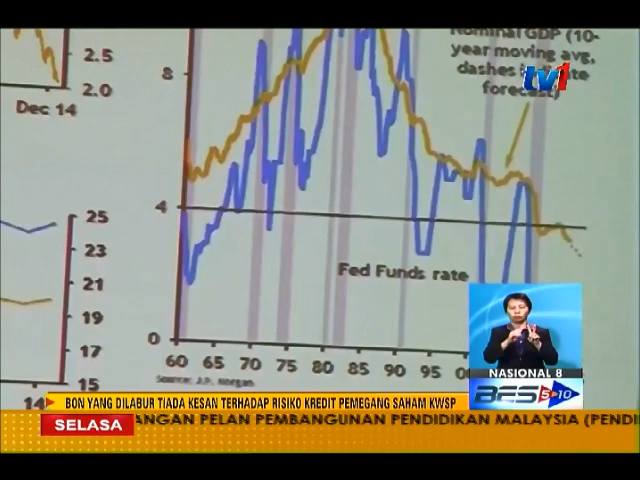 Nominal GDP (10-
year moving avg,
dashes
forecast)
tv1
8
2.5
2.0
Dec 14
4
25
23
21
19
17
15
14
Fed Funds rate
0
60 65 70 75 80 85 90 95 0
Source: J.P. Morgan
NASIONAL 8
BES 5 10
BON YANG DILABUR TIADA KESAN TERHADAP RISIKO KREDIT PEMEGANG SAHAM KWSP
SELASA
ANGAN PELAN PEMBANGUNAN PENDIDIKAN MALAYSIA (PENDI